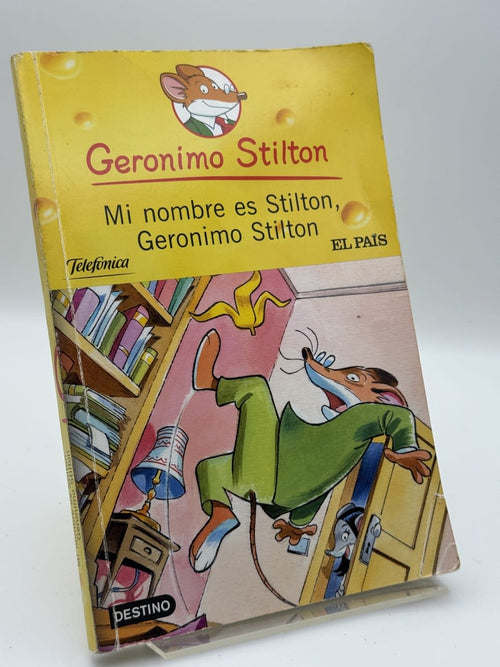 Geronimo Stilton
Mi nombre es Stilton,
Geronimo Stilton
Telefónica
EL PAÍS
DESTINO